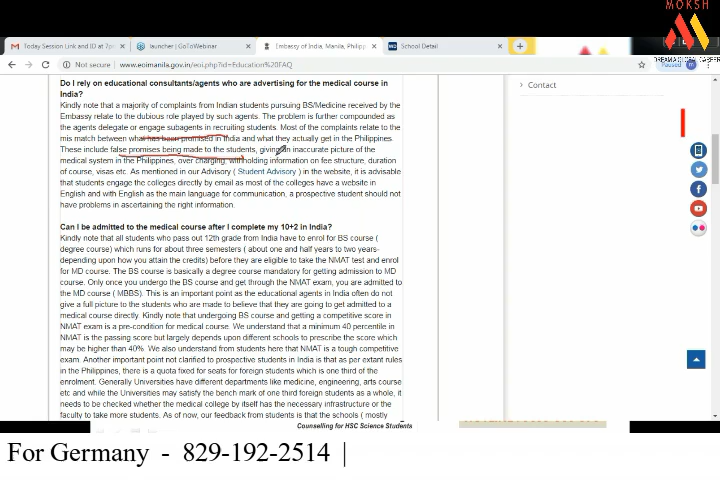 MOKSH
DREAM A GLOBAL CAREER
Today Session Link and ID at 7pm
launcher | GoToWebinar
Embassy of India, Manila, Philipp
School Detail
Not secure | www.eoimanila.gov.in/eoi.php?id=Education%20FAQ
Paused
Do I rely on educational consultants/agents who are advertising for the medical course in
India?
Kindly note that a majority of complaints from Indian students pursuing BS/Medicine received by the
Embassy relate to the dubious role played by such agents. The problem is further compounded as
the agents delegate or engage subagents in recruiting students. Most of the complaints relate to the
mis match between what has been promised in India and what they actually get in the Philippines.
These include false promises being made to the students, giving an inaccurate picture of the
medical system in the Philippines, over charging, withholding information on fee structure, duration
of course, visas etc. As mentioned in our Advisory ( Student Advisory ) in the website, it is advisable
that students engage the colleges directly by email as most of the colleges have a website in
English and with English as the main language for communication, a prospective student should not
have problems in ascertaining the right information.
Can I be admitted to the medical course after I complete my 10+2 in India?
Kindly note that all students who pass out 12th grade from India have to enrol for BS course (
degree course) which runs for about three semesters ( about one and half years to two years-
depending upon how you attain the credits) before they are eligible to take the NMAT test and enrol
for MD course. The BS course is basically a degree course mandatory for getting admission to MD
course. Only once you undergo the BS course and get through the NMAT exam, you are admitted to
the MD course ( MBBS). This is an important point as the educational agents in India often do not
give a full picture to the students who are made to believe that they are going to get admitted to a
medical course directly. Kindly note that undergoing BS course and getting a competitive score in
NMAT exam is a pre-condition for medical course. We understand that a minimum 40 percentile in
NMAT is the passing score but largely depends upon different schools to prescribe the score which
may be higher than 40%. We also understand from students here that NMAT is a tough competitive
exam. Another important point not clarified to prospective students in India is that as per extant rules
in the Philippines, there is a quota fixed for seats for foreign students which is one third of the
enrolment. Generally Universities have different departments like medicine, engineering, arts course
etc and while the Universities may satisfy the bench mark of one third foreign students as a whole, it
needs to be checked whether the medical college by itself has the necessary infrastructure or the
faculty to take more students. As of now, our feedback from students is that the schools ( mostly
Contact
Counselling for HSC Science Students
For Germany - 829-192-2514 |